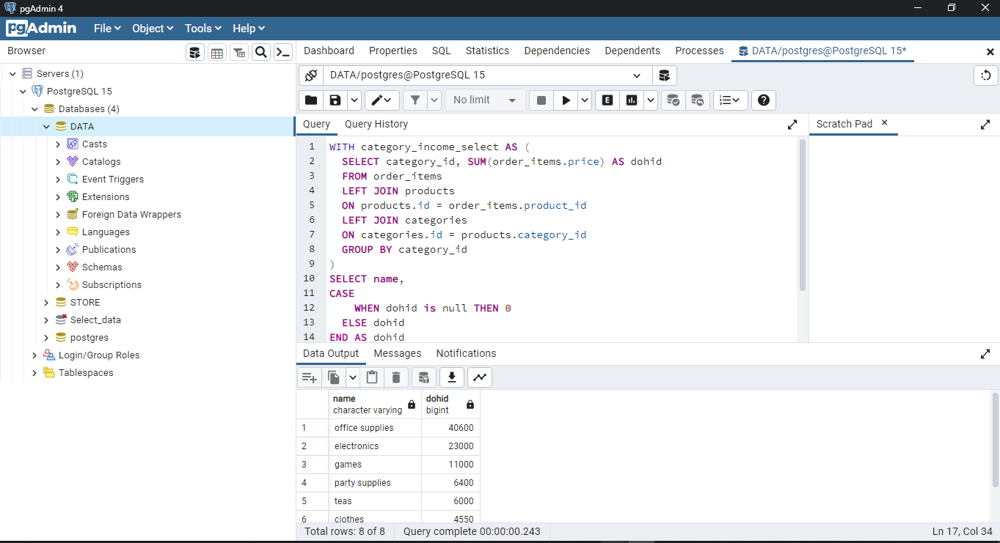 pgAdmin 4
pgAdmin File Object Tools Help
Browser
Dashboard Properties SQL Statistics Dependencies Dependents Processes DATA/postgres@PostgreSQL 15*
Servers (1)
PostgreSQL 15
Databases (4)
DATA
Casts
Catalogs
Event Triggers
Extensions
Foreign Data Wrappers
Languages
Publications
Schemas
Subscriptions
STORE
Select_data
postgres
Login/Group Roles
Tablespaces
DATA/postgres@PostgreSQL 15
No limit
E
Query Query History
Scratch Pad
1 WITH category_income_select AS (
2 SELECT category_id, SUM(order_items.price) AS dohid
3 FROM order_items
4 LEFT JOIN products
5 ON products.id = order_items.product_id
6 LEFT JOIN categories
7 ON categories.id = products.category_id
8 GROUP BY category_id
9 )
10 SELECT name,
11 CASE
12 WHEN dohid is null THEN 0
13 ELSE dohid
14 END AS dohid
Data Output Messages Notifications
name dohid
character varying bigint
1 office supplies 40600
2 electronics 23000
3 games 11000
4 party supplies 6400
5 teas 6000
6 clothes 4550
Total rows: 8 of 8 Query complete 00:00:00.243 Ln 17, Col 34